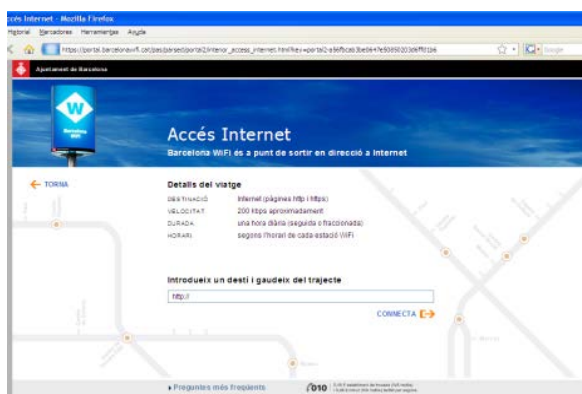 Accés Internet - Mozilla Firefox
Historial Marcadores Herramientas Ayuda
Google
Ajuntament de Barcelona
W
Barcelona
WiFi
Accés Internet
Barcelona WiFi és a punt de sortir en direcció a Internet
TORNA
Detalls del viatge
DESTINACIÓ Internet (pàgines http i https)
VELOCITAT 200 kbps aproximadament
DURADA una hora diària (seguida o fraccionada)
HORARI segons l'horari de cada estació WiFi
Introdueix un destí i gaudeix del trajecte
http://
CONNECTA
Preguntes més freqüents
010